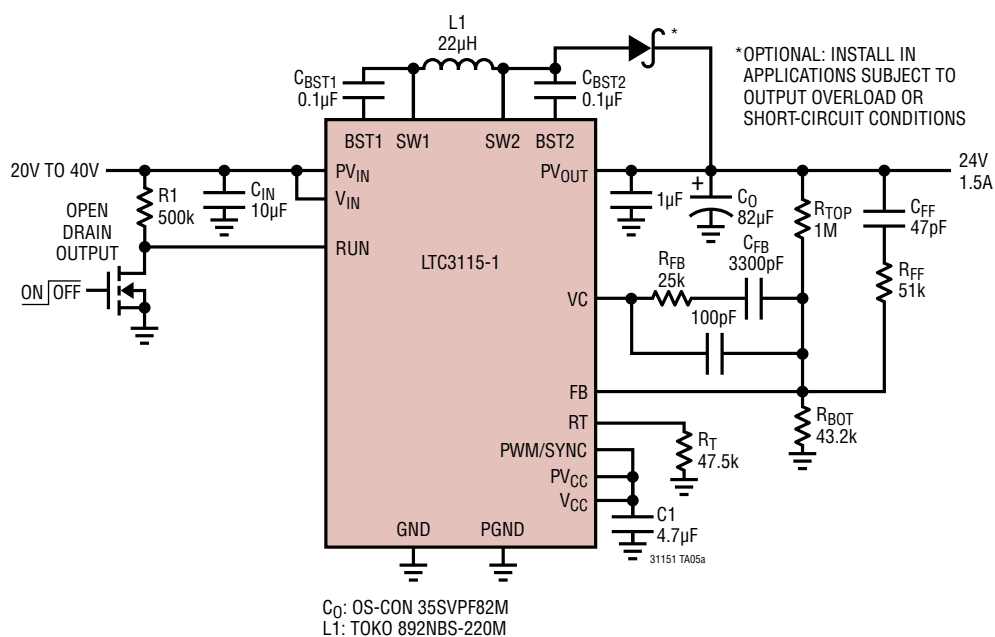 L1
22µH
*
*OPTIONAL: INSTALL IN
APPLICATIONS SUBJECT TO
OUTPUT OVERLOAD OR
SHORT-CIRCUIT CONDITIONS
CBST1
0.1µF
CBST2
0.1µF
BST1 SW1 SW2 BST2
20V TO 40V
PVIN
VIN
PVOUT
24V
1.5A
R1
500k
CIN
10µF
1µF
+
CO
82µF
RTOP
1M
CFF
47pF
OPEN
DRAIN
OUTPUT
RUN
LTC3115-1
RFB
25k
CFB
3300pF
RFF
51k
ON OFF
VC
100pF
FB
RT
RBOT
43.2k
PWM/SYNC
RT
47.5k
PVCC
VCC
C1
4.7µF
GND PGND
31151 TA05a
CO: OS-CON 35SVPF82M
L1: TOKO 892NBS-220M